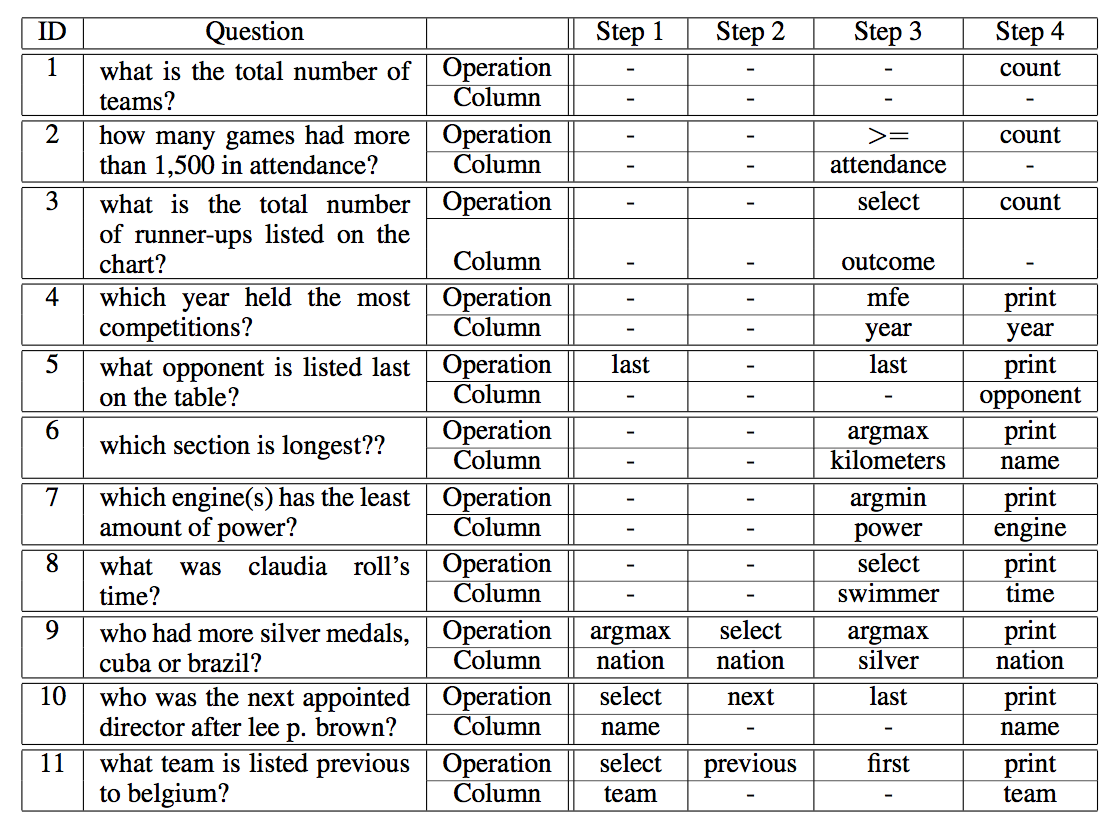 ID Question Step 1 Step 2 Step 3 Step 4
1 what is the total number of Operation - - - count
teams? Column - - - -
2 how many games had more Operation - - >= count
than 1,500 in attendance? Column - - attendance -
3 what is the total number Operation - - select count
of runner-ups listed on the
chart? Column - - outcome -
4 which year held the most Operation - - mfe print
competitions? Column - - year year
5 what opponent is listed last Operation last - last print
on the table? Column - - - opponent
6 which section is longest?? Operation - - argmax print
Column - - kilometers name
7 which engine(s) has the least Operation - - argmin print
amount of power? Column - - power engine
8 what was claudia roll's Operation - - select print
time? Column - - swimmer time
9 who had more silver medals, Operation argmax select argmax print
cuba or brazil? Column nation nation silver nation
10 who was the next appointed Operation select next last print
director after lee p. brown? Column name - - name
11 what team is listed previous Operation select previous first print
to belgium? Column team - - team